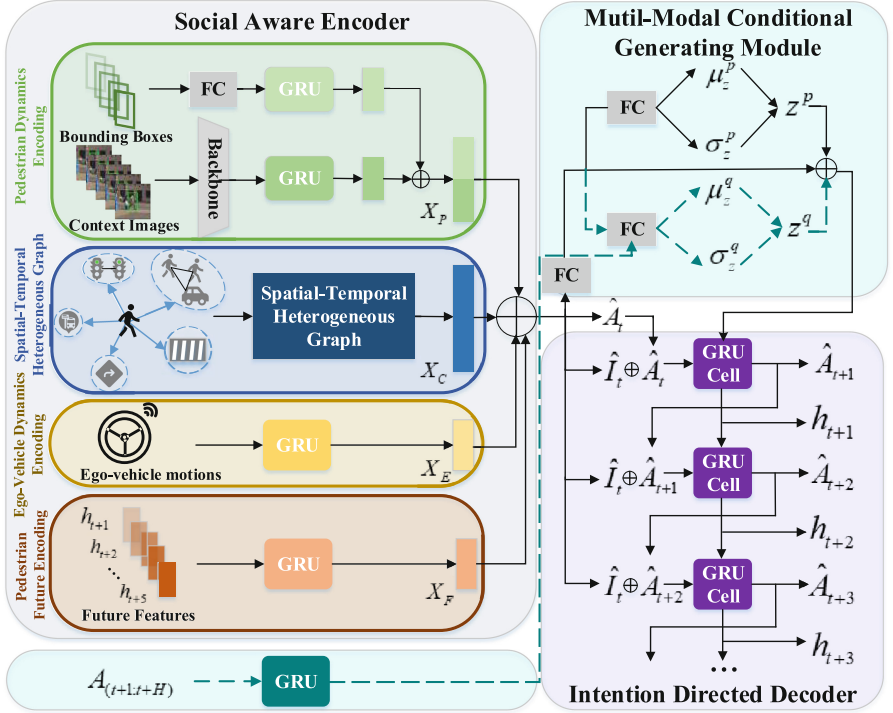 Social Aware Encoder
Pedestrian Dynamics
Encoding
Bounding Boxes
FC
GRU
Context Images
Backbone
GRU
X_P
Spatial-Temporal
Heterogeneous Graph
Spatial-Temporal
Heterogeneous
Graph
X_C
Ego-Vehicle Dynamics
Encoding
Ego-vehicle motions
GRU
X_E
Pedestrian
Future Encoding
h_{t+1}
h_{t+2}
...
h_{t+5}
Future Features
GRU
X_F
A_{(t+1:t+H)}
GRU
Mutil-Modal Conditional
Generating Module
FC
μ_z^p
σ_z^p
z^p
FC
μ_z^q
σ_z^q
z^q
FC
Â_t
Î_t ⊕ Â_t
GRU
Cell
Â_{t+1}
h_{t+1}
Î_t ⊕ Â_{t+1}
GRU
Cell
Â_{t+2}
h_{t+2}
Î_t ⊕ Â_{t+2}
GRU
Cell
Â_{t+3}
h_{t+3}
...
Intention Directed Decoder